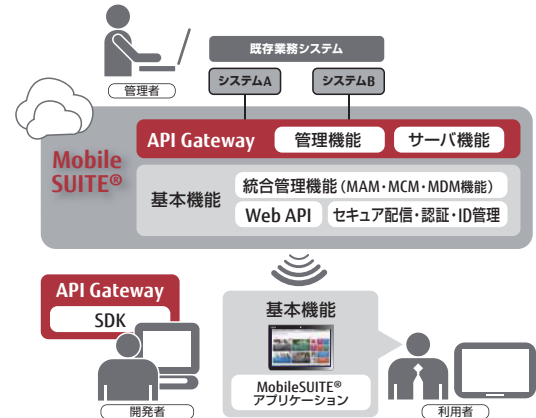 既存業務システム
システムA
システムB
管理者
Mobile
SUITE®
API Gateway
管理機能
サーバ機能
基本機能
統合管理機能(MAM・MCM・MDM機能)
Web API
セキュア配信・認証・ID管理
API Gateway
SDK
開発者
基本機能
MobileSUITE®
アプリケーション
利用者